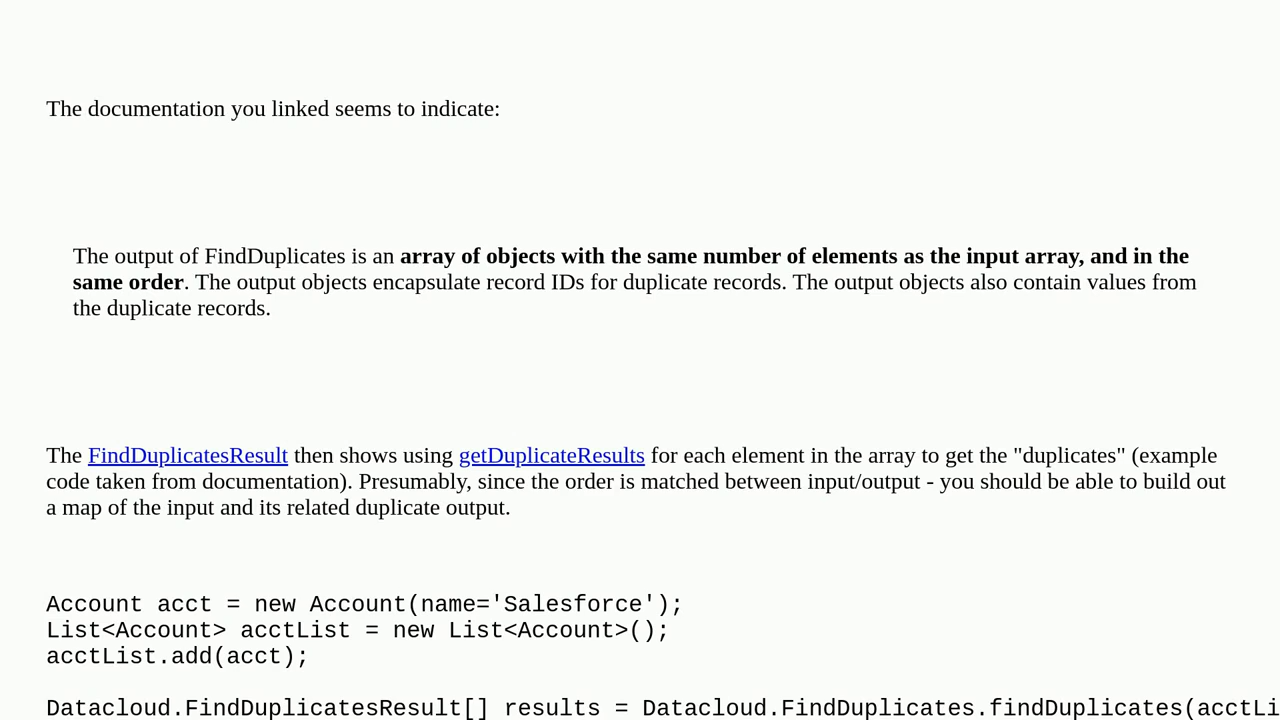 The documentation you linked seems to indicate:
The output of FindDuplicates is an array of objects with the same number of elements as the input array, and in the
same order. The output objects encapsulate record IDs for duplicate records. The output objects also contain values from
the duplicate records.
The FindDuplicatesResult then shows using getDuplicateResults for each element in the array to get the "duplicates" (example
code taken from documentation). Presumably, since the order is matched between input/output - you should be able to build out
a map of the input and its related duplicate output.
Account acct = new Account(name='Salesforce');
List<Account> acctList = new List<Account>();
acctList.add(acct);
Datacloud.FindDuplicatesResult[] results = Datacloud.FindDuplicates.findDuplicates(acctLi